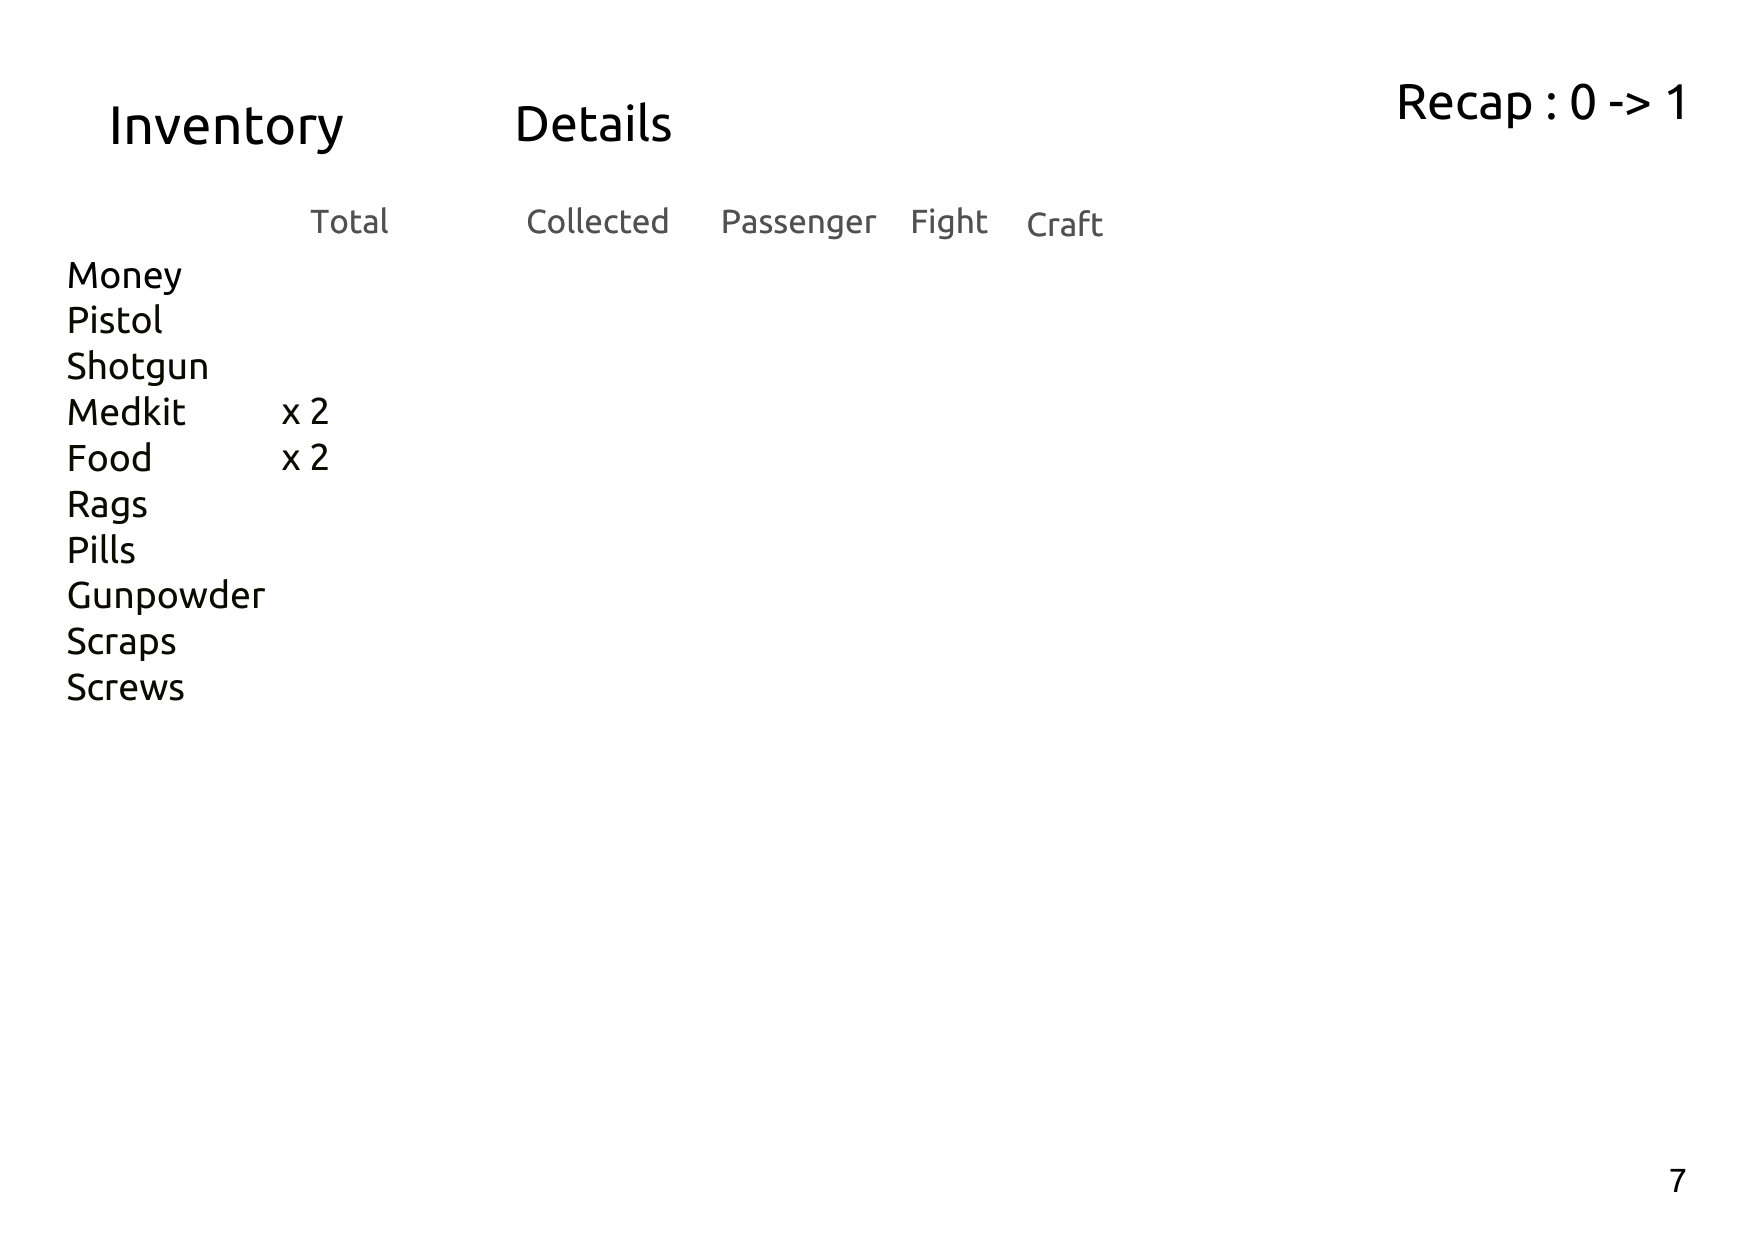 Recap : 0 -> 1
Inventory Details
Total Collected Passenger Fight Craft
Money
Pistol
Shotgun
Medkit x 2
Food x 2
Rags
Pills
Gunpowder
Scraps
Screws
7